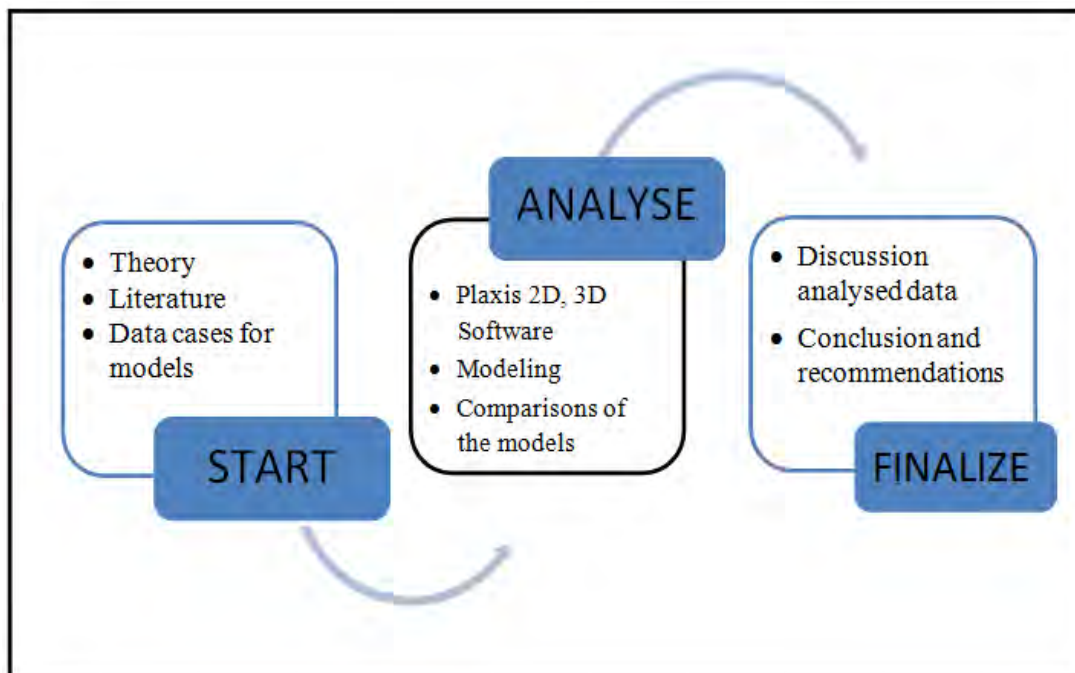 • Theory
• Literature
• Data cases for
models
START
ANALYSE
• Plaxis 2D, 3D
Software
• Modeling
• Comparisons of
the models
• Discussion
analysed data
• Conclusion and
recommendations
FINALIZE